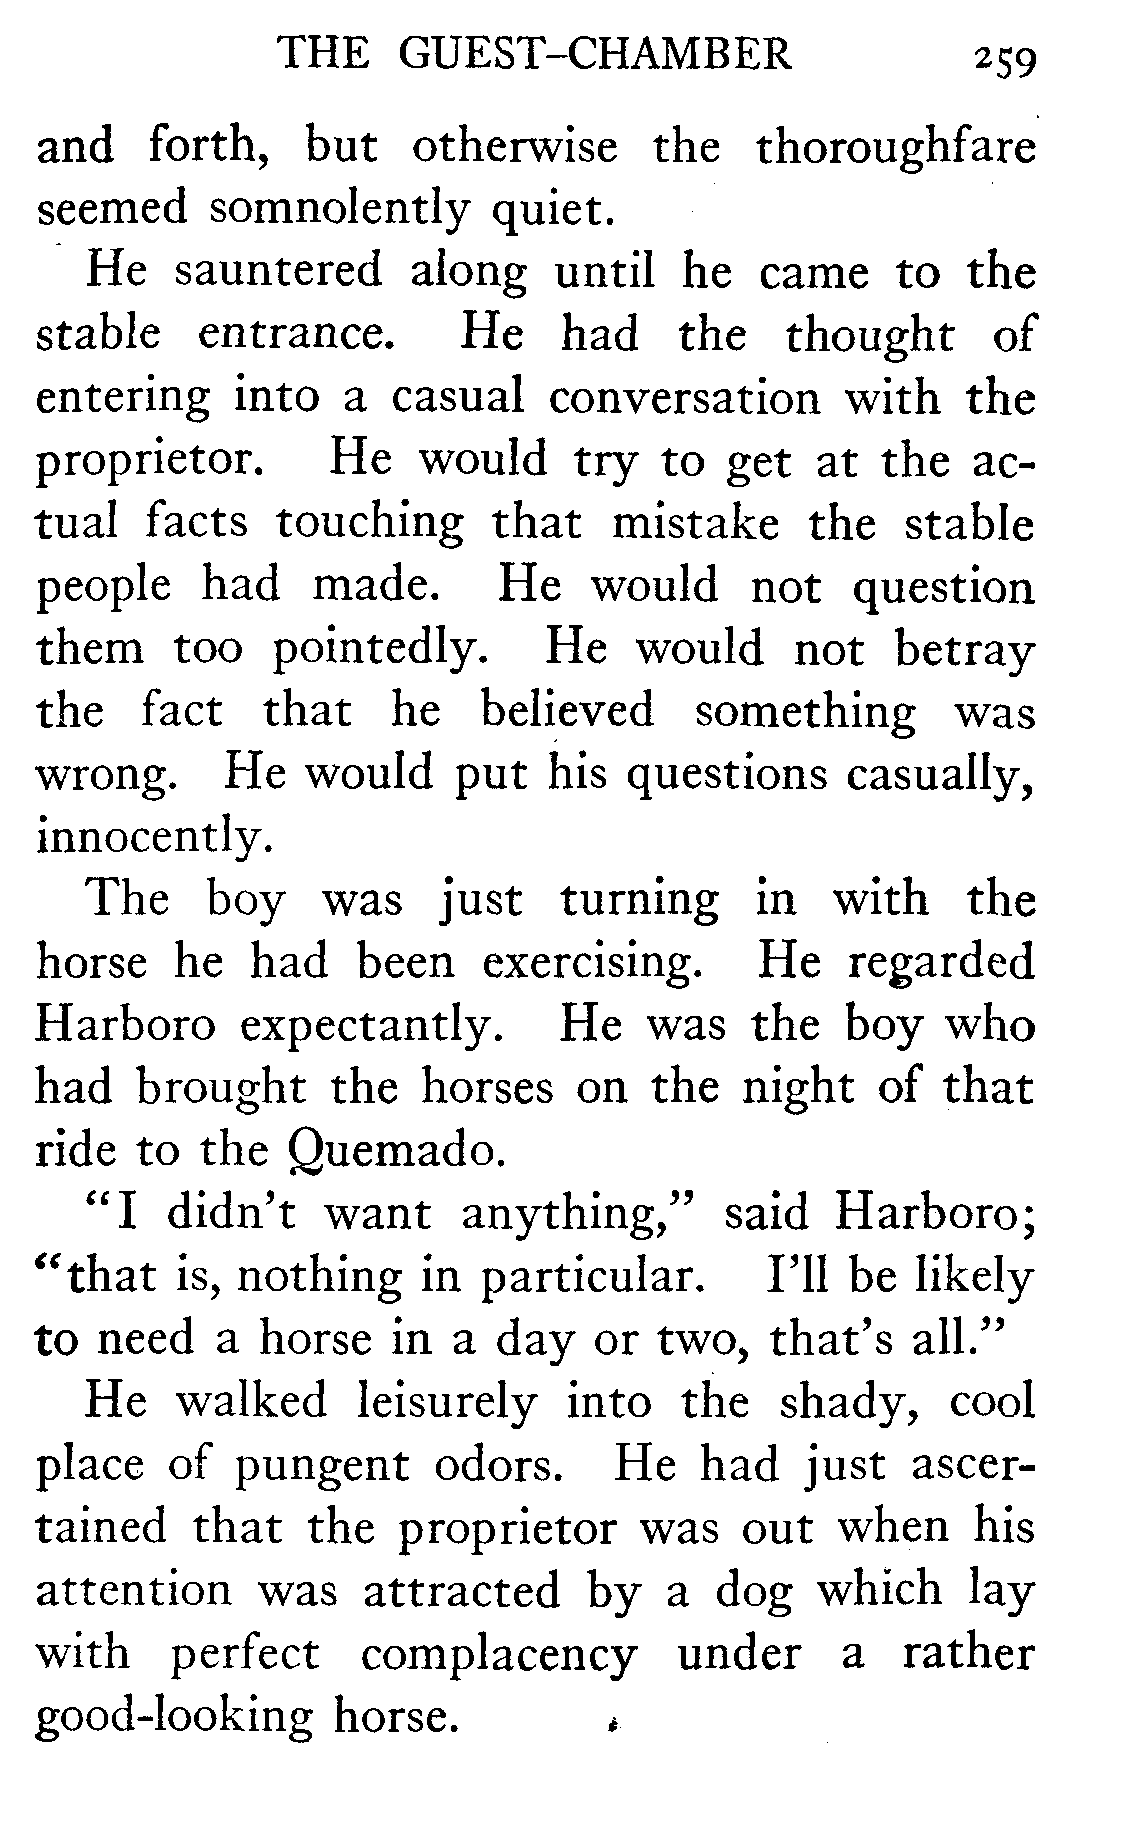 THE GUEST-CHAMBER 259
and forth, but otherwise the thoroughfare
seemed somnolently quiet.
He sauntered along until he came to the
stable entrance. He had the thought of
entering into a casual conversation with the
proprietor. He would try to get at the ac-
tual facts touching that mistake the stable
people had made. He would not question
them too pointedly. He would not betray
the fact that he believed something was
wrong. He would put his questions casually,
innocently.
The boy was just turning in with the
horse he had been exercising. He regarded
Harboro expectantly. He was the boy who
had brought the horses on the night of that
ride to the Quemado.
“I didn’t want anything,” said Harboro;
“that is, nothing in particular. I’ll be likely
to need a horse in a day or two, that’s all.”
He walked leisurely into the shady, cool
place of pungent odors. He had just ascer-
tained that the proprietor was out when his
attention was attracted by a dog which lay
with perfect complacency under a rather
good-looking horse.